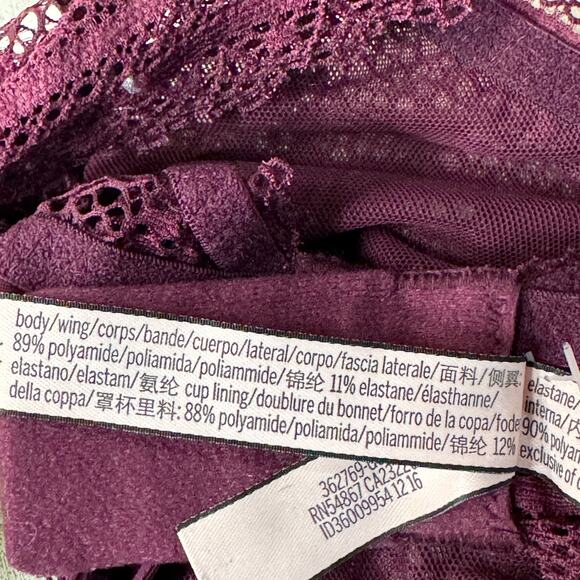 body/wing/corps/bande/cuerpo/lateral/corpo/fascia laterale/面料/侧翼:
89% polyamide/poliamida/poliammide/锦纶 11% elastane/élasthanne/
elastano/elastam/氨纶 cup lining/doublure du bonnet/forro de la copa/fode
della coppa/罩杯里料: 88% polyamide/poliamida/poliammide/锦纶 12%
elastane/
interna/
90% polyam
exclusive of
362769-
RN54867
ID36009954 12 16